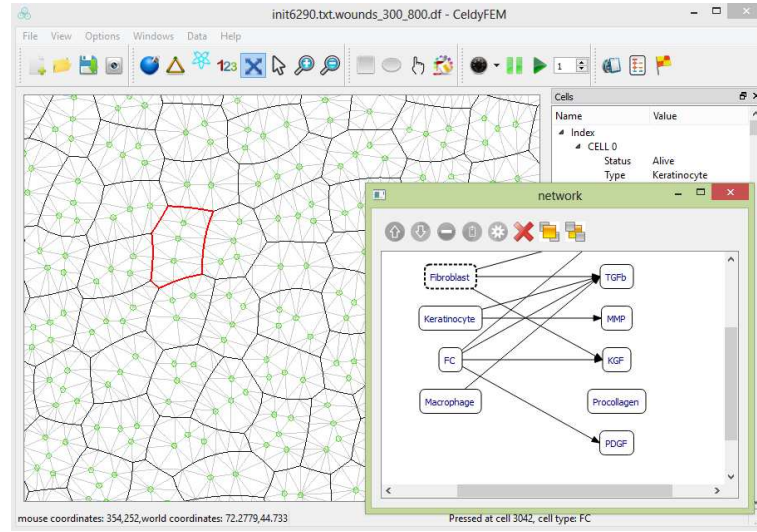 init6290.txt.wounds_300_800.df - CeldyFEM
File View Options Windows Data Help
123 1
Cells
Name Value
Index
CELL 0
Status Alive
Type Keratinocyte
network
Fibroblast TGFb
Keratinocyte MMP
FC KGF
Macrophage Procollagen
PDGF
mouse coordinates: 354,252,world coordinates: 72.2779,44.733 Pressed at cell 3042, cell type: FC